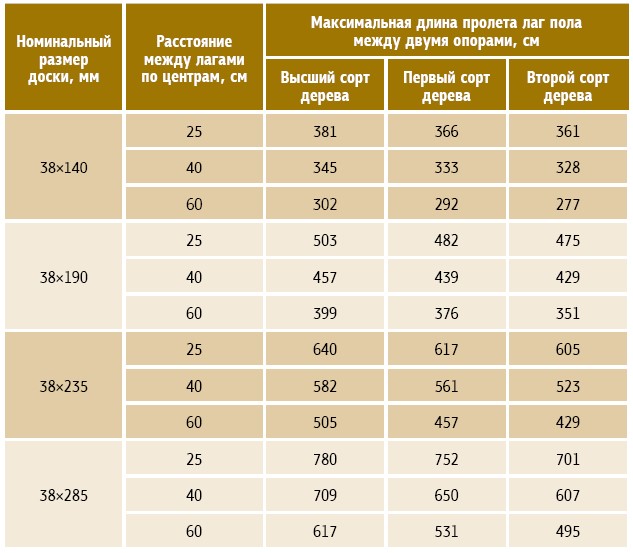 Номинальный
размер
доски, мм
Расстояние
между лагами
по центрам, см
Максимальная длина пролета лаг пола
между двумя опорами, см
Высший сорт
дерева
Первый сорт
дерева
Второй сорт
дерева
38×140
25 381 366 361
40 345 333 328
60 302 292 277
38×190
25 503 482 475
40 457 439 429
60 399 376 351
38×235
25 640 617 605
40 582 561 523
60 505 457 429
38×285
25 780 752 701
40 709 650 607
60 617 531 495